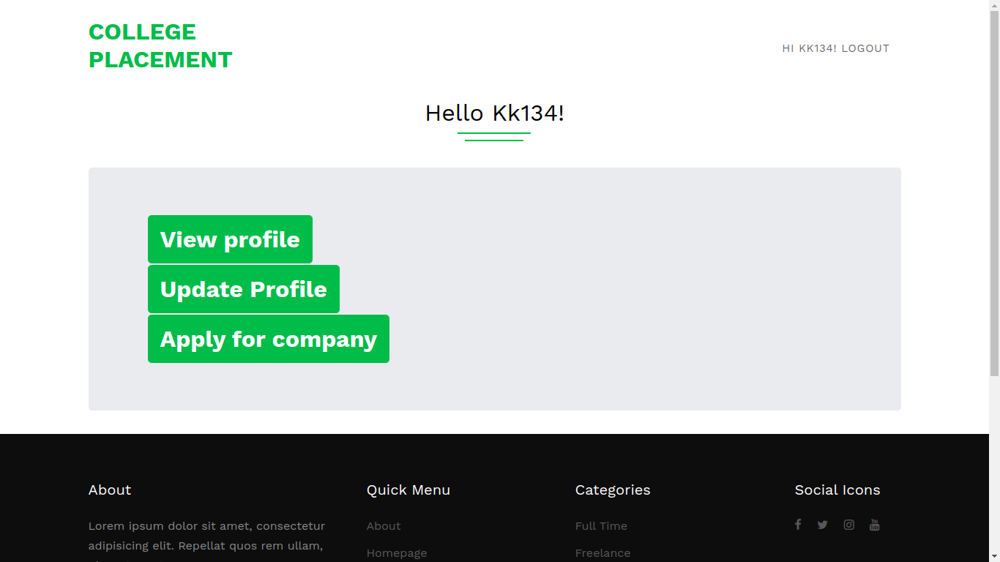 COLLEGE
PLACEMENT
HI KK134! LOGOUT
Hello Kk134!
View profile
Update Profile
Apply for company
About
Lorem ipsum dolor sit amet, consectetur
adipisicing elit. Repellat quos rem ullam,
Quick Menu
About
Homepage
Categories
Full Time
Freelance
Social Icons